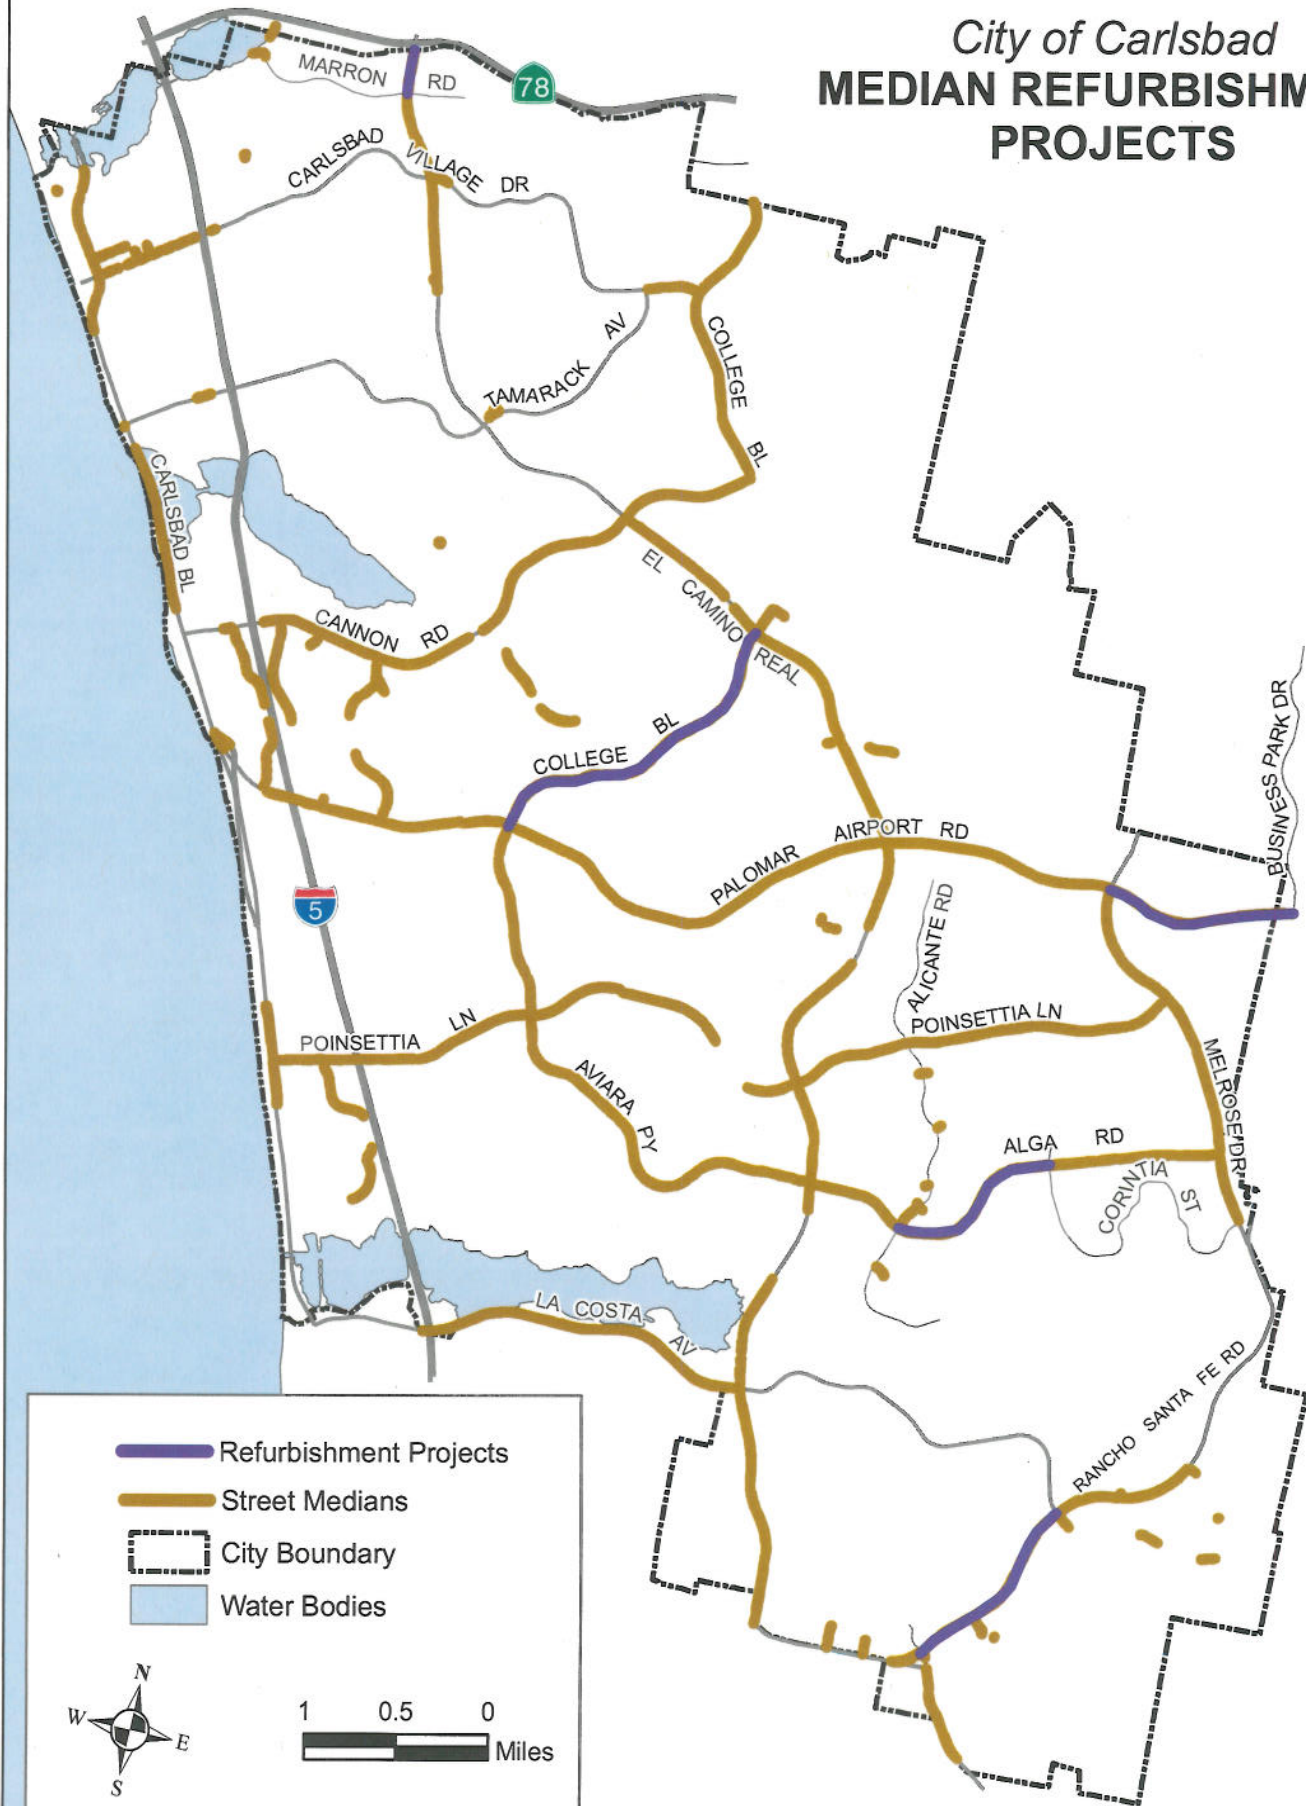 City of Carlsbad
MEDIAN REFURBISHM
PROJECTS
MARRON RD
78
CARLSBAD VILLAGE DR
TAMARACK AV
COLLEGE BL
CARLSBAD BL
EL CAMINO REAL
CANNON RD
COLLEGE BL
BUSINESS PARK DR
PALOMAR AIRPORT RD
5
ALICANTE RD
POINSETTIA LN
POINSETTIA LN
AVIARA PY
MELROSE DR
ALGA RD
CORINTIA ST
LA COSTA AV
RANCHO SANTA FE RD
Refurbishment Projects
Street Medians
City Boundary
Water Bodies
N
W
E
S
1 0.5 0
Miles